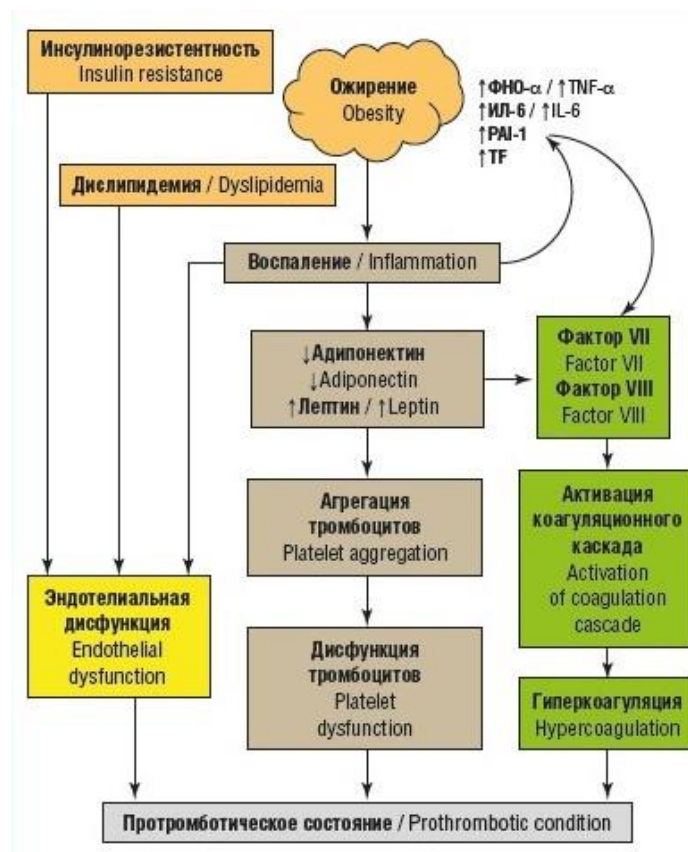 Инсулинорезистентность
Insulin resistance
Ожирение
Obesity
↑ФНО-α / ↑TNF-α
↑ИЛ-6 / ↑IL-6
↑PAI-1
↑TF
Дислипидемия / Dyslipidemia
Воспаление / Inflammation
↓Адипонектин
↓Adiponectin
↑Лептин / ↑Leptin
Фактор VII
Factor VII
Фактор VIII
Factor VIII
Агрегация
тромбоцитов
Platelet aggregation
Активация
коагуляционного
каскада
Activation
of coagulation
cascade
Эндотелиальная
дисфункция
Endothelial
dysfunction
Дисфункция
тромбоцитов
Platelet
dysfunction
Гиперкоагуляция
Hypercoagulation
Протромботическое состояние / Prothrombotic condition